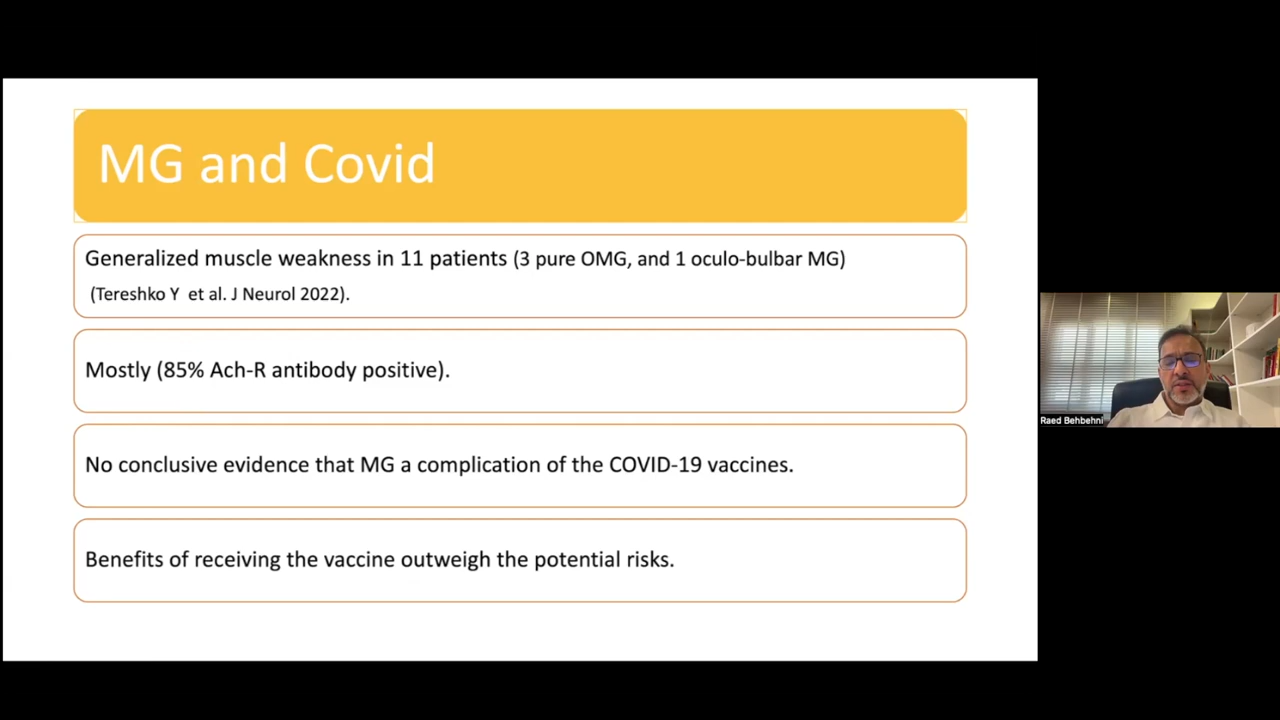 MG and Covid
Generalized muscle weakness in 11 patients (3 pure OMG, and 1 oculo-bulbar MG)
(Tereshko Y et al. J Neurol 2022).
Mostly (85% Ach-R antibody positive).
No conclusive evidence that MG a complication of the COVID-19 vaccines.
Benefits of receiving the vaccine outweigh the potential risks.
Raed Behbehni